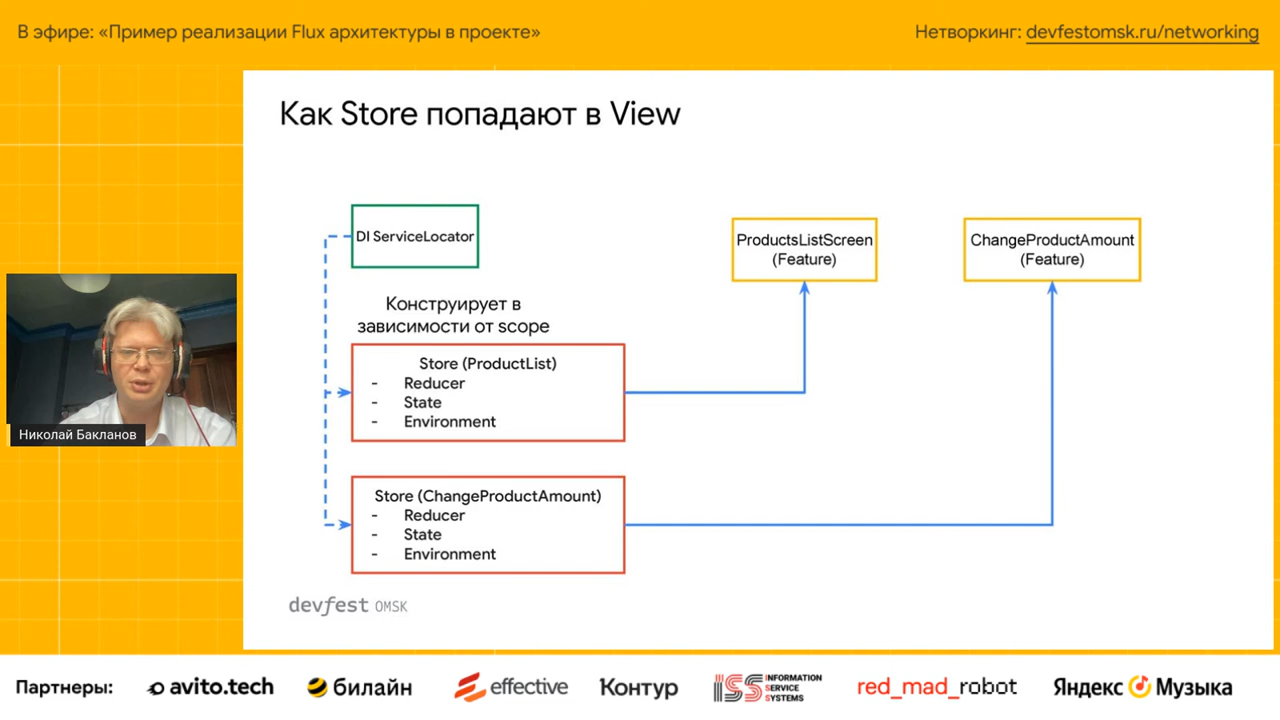 В эфире: «Пример реализации Flux архитектуры в проекте»
Нетворкинг: devfestomsk.ru/networking
Как Store попадают в View
DI ServiceLocator
ProductsListScreen
(Feature)
ChangeProductAmount
(Feature)
Конструирует в
зависимости от scope
Store (ProductList)
- Reducer
- State
- Environment
Store (ChangeProductAmount)
- Reducer
- State
- Environment
Николай Бакланов
devfest OMSK
Партнеры:
avito.tech
билайн
effective
Контур
ISS INFORMATION
SERVICE
SYSTEMS
red_mad_robot
Яндекс Музыка